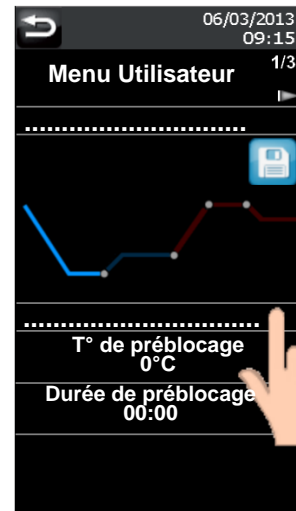 06/03/2013
09:15
Menu Utilisateur
1/3
..............................
................................
T° de préblocage
0°C
Durée de préblocage
00:00